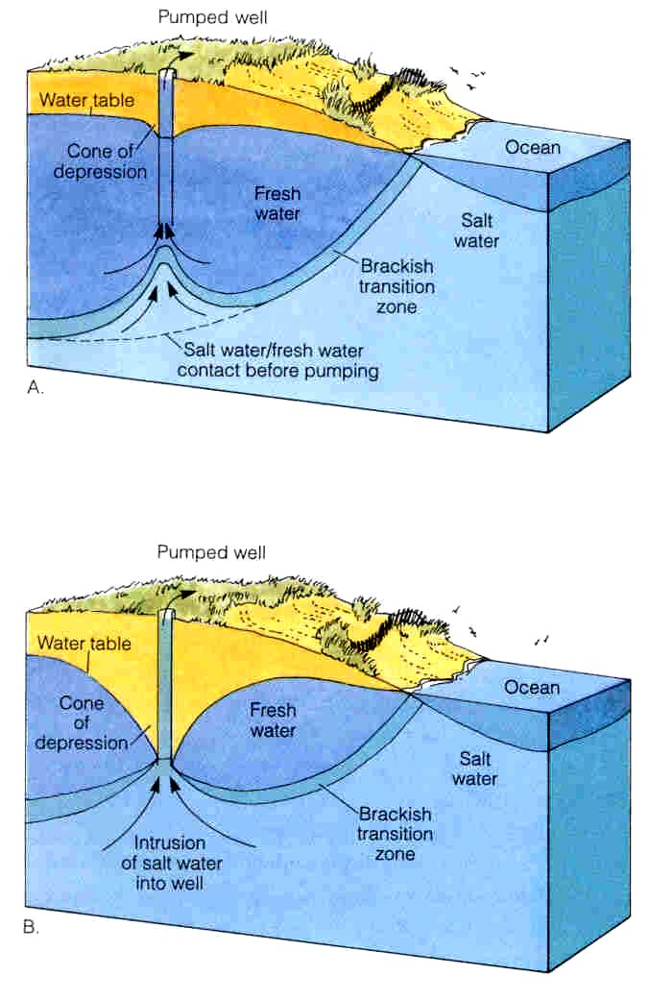 Pumped well
Water table
Cone of
depression
Ocean
Fresh
water
Salt
water
Brackish
transition
zone
Salt water/fresh water
contact before pumping
A.
Pumped well
Water table
Cone
of
depression
Ocean
Fresh
water
Salt
water
Brackish
transition
zone
Intrusion
of salt water
into well
B.